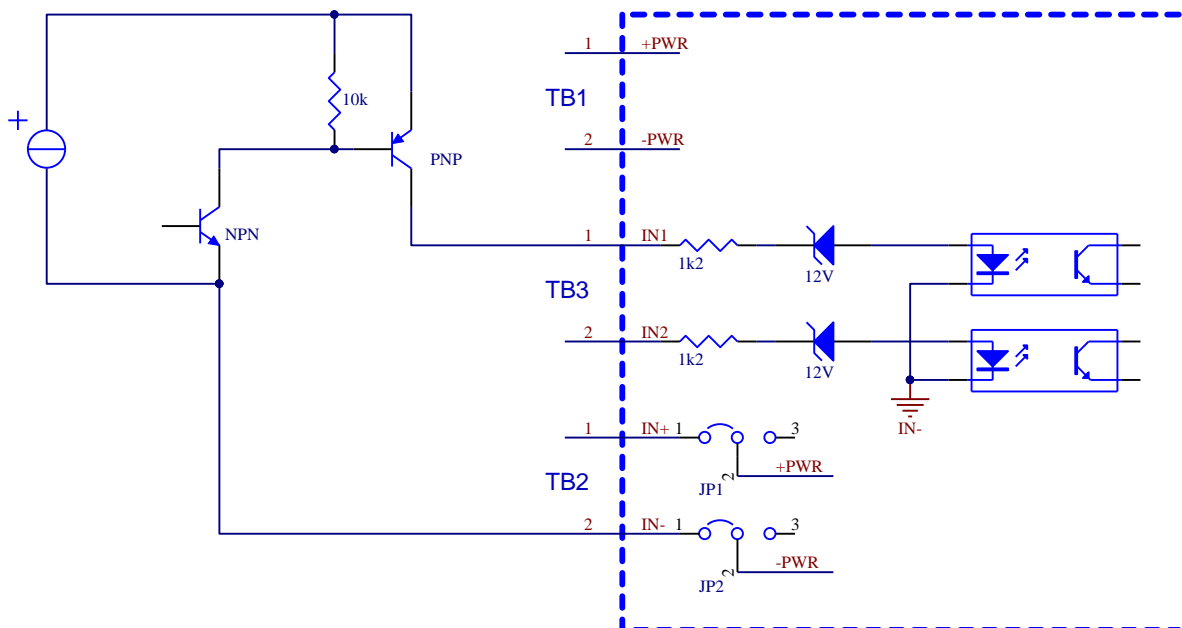 1 +PWR
TB1
2 -PWR
+
10k
PNP
NPN
1 IN1
1k2
12V
TB3
2 IN2
1k2
12V
IN-
1 IN+ 1 3
2 +PWR
JP1
TB2
2 IN- 1 3
2 -PWR
JP2